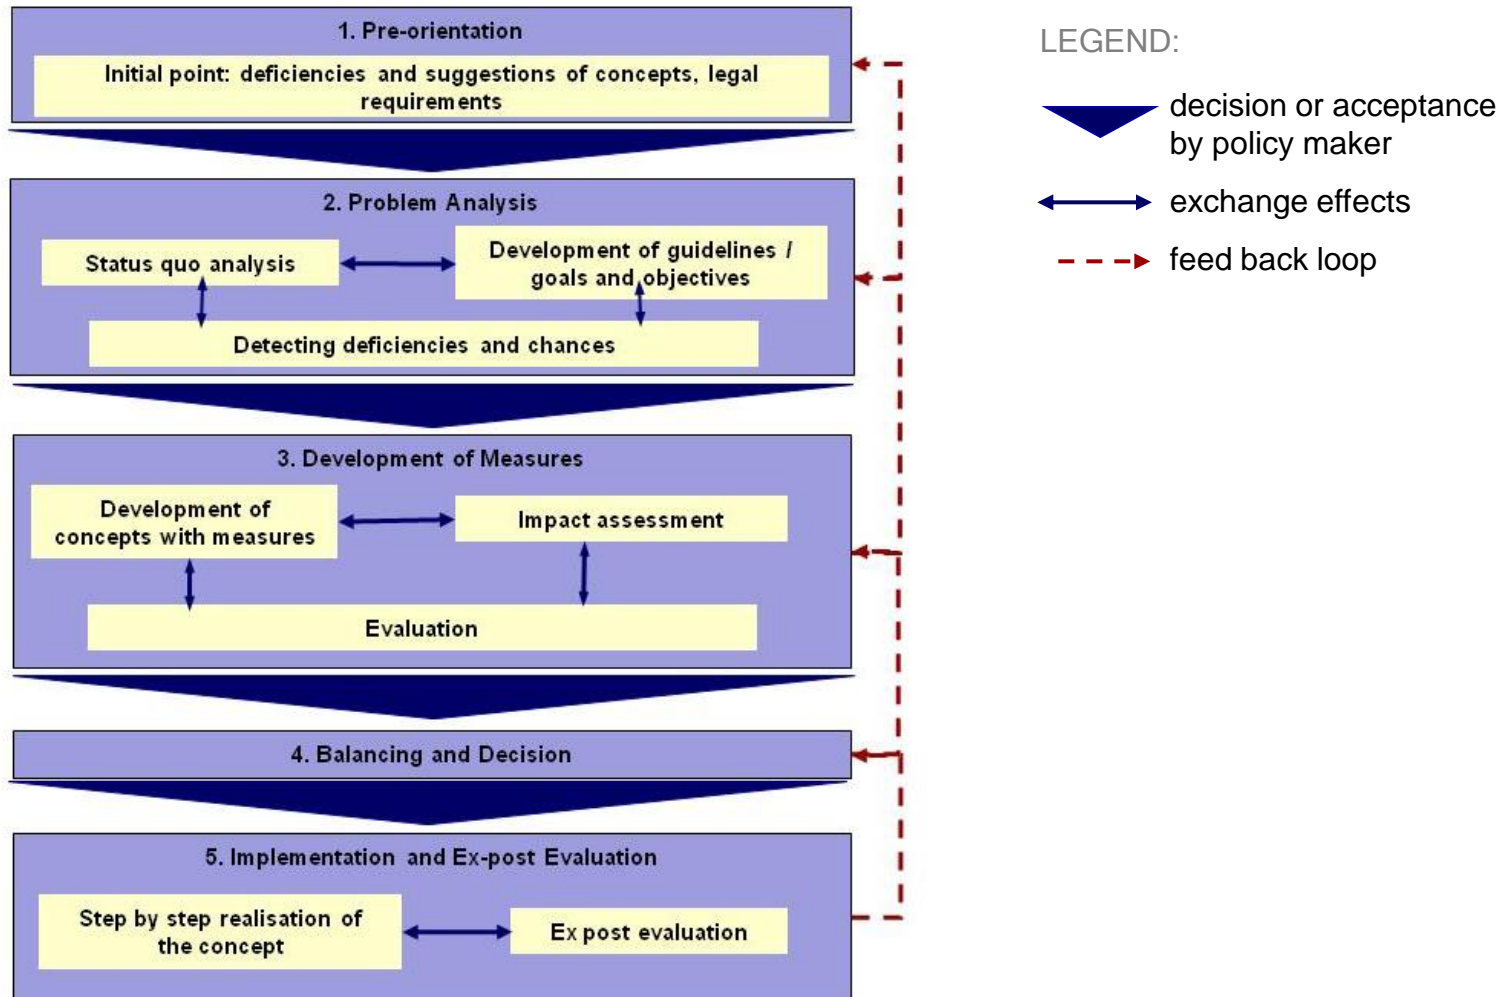 1. Pre-orientation
Initial point: deficiencies and suggestions of concepts, legal
requirements
2. Problem Analysis
Status quo analysis
Development of guidelines /
goals and objectives
Detecting deficiencies and chances
3. Development of Measures
Development of
concepts with measures
Impact assessment
Evaluation
4. Balancing and Decision
5. Implementation and Ex-post Evaluation
Step by step realisation of
the concept
Ex post evaluation
LEGEND:
decision or acceptance
by policy maker
exchange effects
feed back loop